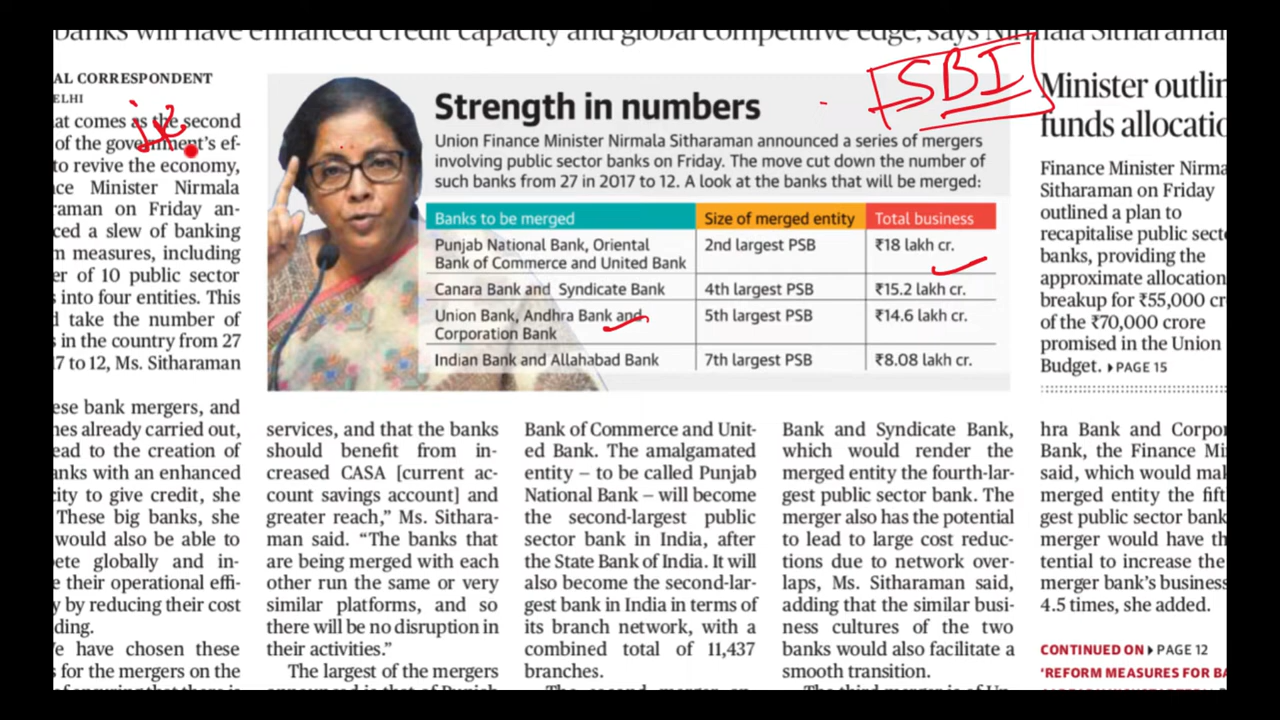 banks will have enhanced credit capacity and global competitive edge, says Nirmala Sitharaman
SBI
AL CORRESPONDENT
ELHI
at comes as the second
of the government's ef-
to revive the economy,
ce Minister Nirmala
raman on Friday an-
ced a slew of banking
m measures, including
er of 10 public sector
s into four entities. This
d take the number of
s in the country from 27
17 to 12, Ms. Sitharaman
ese bank mergers, and
nes already carried out,
ead to the creation of
anks with an enhanced
city to give credit, she
These big banks, she
would also be able to
ete globally and in-
e their operational effi-
y by reducing their cost
ding.
e have chosen these
s for the mergers on the
Strength in numbers
Union Finance Minister Nirmala Sitharaman announced a series of mergers
involving public sector banks on Friday. The move cut down the number of
such banks from 27 in 2017 to 12. A look at the banks that will be merged:
Banks to be merged Size of merged entity Total business
Punjab National Bank, Oriental 2nd largest PSB ₹18 lakh cr.
Bank of Commerce and United Bank
Canara Bank and Syndicate Bank 4th largest PSB ₹15.2 lakh cr.
Union Bank, Andhra Bank and 5th largest PSB ₹14.6 lakh cr.
Corporation Bank
Indian Bank and Allahabad Bank 7th largest PSB ₹8.08 lakh cr.
services, and that the banks
should benefit from in-
creased CASA [current ac-
count savings account] and
greater reach,” Ms. Sithara-
man said. “The banks that
are being merged with each
other run the same or very
similar platforms, and so
there will be no disruption in
their activities.”
The largest of the mergers
Bank of Commerce and Unit-
ed Bank. The amalgamated
entity – to be called Punjab
National Bank – will become
the second-largest public
sector bank in India, after
the State Bank of India. It will
also become the second-lar-
gest bank in India in terms of
its branch network, with a
combined total of 11,437
branches.
Bank and Syndicate Bank,
which would render the
merged entity the fourth-lar-
gest public sector bank. The
merger also has the potential
to lead to large cost reduc-
tions due to network over-
laps, Ms. Sitharaman said,
adding that the similar busi-
ness cultures of the two
banks would also facilitate a
smooth transition.
Minister outlin
funds allocatio
Finance Minister Nirma
Sitharaman on Friday
outlined a plan to
recapitalise public secto
banks, providing the
approximate allocation
breakup for ₹55,000 cr
of the ₹70,000 crore
promised in the Union
Budget. PAGE 15
hra Bank and Corpo
Bank, the Finance Mi
said, which would mak
merged entity the fift
gest public sector bank
merger would have th
tential to increase the
merger bank's business
4.5 times, she added.
CONTINUED ON PAGE 12
'REFORM MEASURES FOR BA